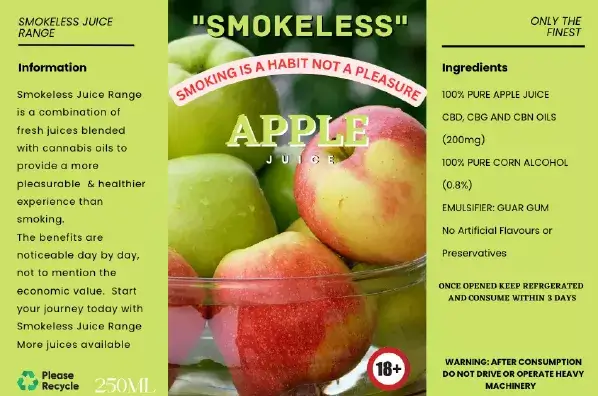 SMOKELESS JUICE
RANGE
Information
Smokeless Juice Range
is a combination of
fresh juices blended
with cannabis oils to
provide a more
pleasurable & healthier
experience than
smoking.
The benefits are
noticeable day by day,
not to mention the
economic value. Start
your journey today with
Smokeless Juice Range
More juices available
Please
Recycle
250ML
"SMOKELESS"
SMOKING IS A HABIT NOT A PLEASURE
APPLE
JUICE
18+
ONLY THE
FINEST
Ingredients
100% PURE APPLE JUICE
CBD, CBG AND CBN OILS
(200mg)
100% PURE CORN ALCOHOL
(0.8%)
EMULSIFIER: GUAR GUM
No Artificial Flavours or
Preservatives
ONCE OPENED KEEP REFRGERATED
AND CONSUME WITHIN 3 DAYS
WARNING: AFTER CONSUMPTION
DO NOT DRIVE OR OPERATE HEAVY
MACHINERY